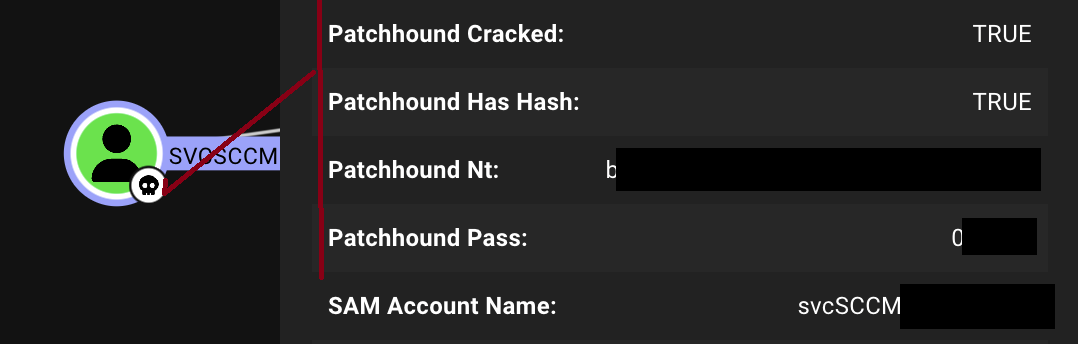 Patchhound Cracked: TRUE
Patchhound Has Hash: TRUE
Patchhound Nt: b
SVCSCCM
Patchhound Pass: 0
SAM Account Name: svcSCCM